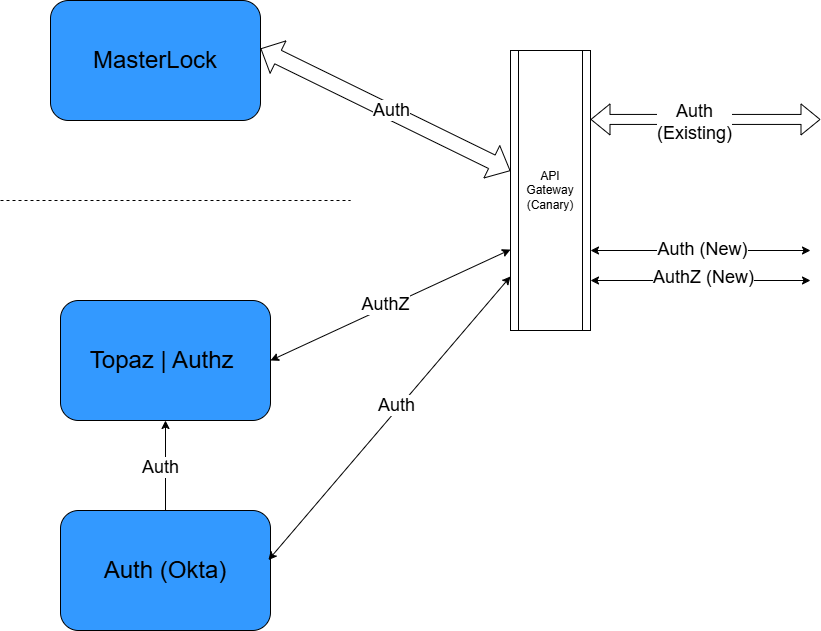 MasterLock
Auth
Auth
(Existing)
API
Gateway
(Canary)
Auth (New)
AuthZ (New)
AuthZ
Topaz | Authz
Auth
Auth
Auth (Okta)